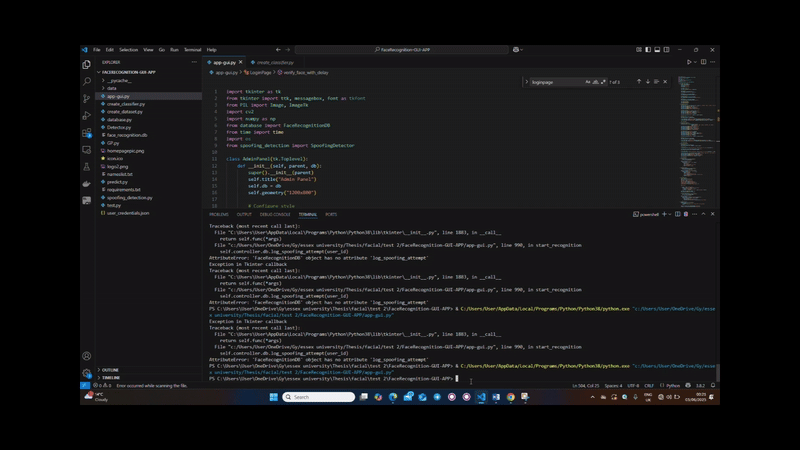 File Edit Selection View Go Run Terminal Help
FaceRecognition-GUI-APP
EXPLORER
FACERECOGNITION-GUI-APP
__pycache__
data
app-gui.py
create_classifier.py
create_dataset.py
database.py
Detector.py
face_recognition.db
homepagepic.png
icon.ico
logo2.png
nameslist.txt
predict.py
requirements.txt
spoofing_detection.py
test.py
user_credentials.json
OUTLINE
TIMELINE
app-gui.py
create_classifier.py
app-gui.py > LoginPage > verify_face_with_delay
loginpage
1 of 3
1 import tkinter as tk
2 from tkinter import ttk, messagebox, font as tkfont
3 from PIL import Image, ImageTk
4 import cv2
5 import numpy as np
6 from database import FaceRecognitionDB
7 from time import time
8 import os
9 from spoofing_detection import SpoofingDetector
10
11 class AdminPanel(tk.Toplevel):
12 def __init__(self, parent, db):
13 super().__init__(parent)
14 self.title("Admin Panel")
15 self.db = db
16 self.geometry("1200x800")
17
18 # Configure style
PROBLEMS OUTPUT DEBUG CONSOLE TERMINAL PORTS
powershell
Traceback (most recent call last):
File "C:\Users\User\AppData\Local\Programs\Python\Python38\lib\tkinter\__init__.py", line 1883, in __call__
return self.func(*args)
File "c:/Users/User/OneDrive/Gy/essex university/Thesis/facial/test 2/FaceRecognition-GUI-APP/app-gui.py", line 990, in start_recognition
self.controller.db.log_spoofing_attempt(user_id)
AttributeError: 'FaceRecognitionDB' object has no attribute 'log_spoofing_attempt'
Exception in Tkinter callback
Traceback (most recent call last):
File "C:\Users\User\AppData\Local\Programs\Python\Python38\lib\tkinter\__init__.py", line 1883, in __call__
return self.func(*args)
File "c:/Users/User/OneDrive/Gy/essex university/Thesis/facial/test 2/FaceRecognition-GUI-APP/app-gui.py", line 990, in start_recognition
self.controller.db.log_spoofing_attempt(user_id)
AttributeError: 'FaceRecognitionDB' object has no attribute 'log_spoofing_attempt'
PS C:\Users\User\OneDrive\Gy\essex university\Thesis\facial\test 2\FaceRecognition-GUI-APP> & C:/Users/User/AppData/Local/Programs/Python/Python38/python.exe "c:/Users/User/OneDrive/Gy/esse
x university/Thesis/facial/test 2/FaceRecognition-GUI-APP/app-gui.py"
Exception in Tkinter callback
Traceback (most recent call last):
File "C:\Users\User\AppData\Local\Programs\Python\Python38\lib\tkinter\__init__.py", line 1883, in __call__
return self.func(*args)
File "c:/Users/User/OneDrive/Gy/essex university/Thesis/facial/test 2/FaceRecognition-GUI-APP/app-gui.py", line 990, in start_recognition
self.controller.db.log_spoofing_attempt(user_id)
AttributeError: 'FaceRecognitionDB' object has no attribute 'log_spoofing_attempt'
PS C:\Users\User\OneDrive\Gy\essex university\Thesis\facial\test 2\FaceRecognition-GUI-APP> & C:/Users/User/AppData/Local/Programs/Python/Python38/python.exe "c:/Users/User/OneDrive/Gy/esse
x university/Thesis/facial/test 2/FaceRecognition-GUI-APP/app-gui.py"
PS C:\Users\User\OneDrive\Gy\essex university\Thesis\facial\test 2\FaceRecognition-GUI-APP>
Error occurred while scanning the file.
Spaces: 4 UTF-8 CRLF Python 3.8.2
14°C
Cloudy
Search
ENG
UK
03/06/2025